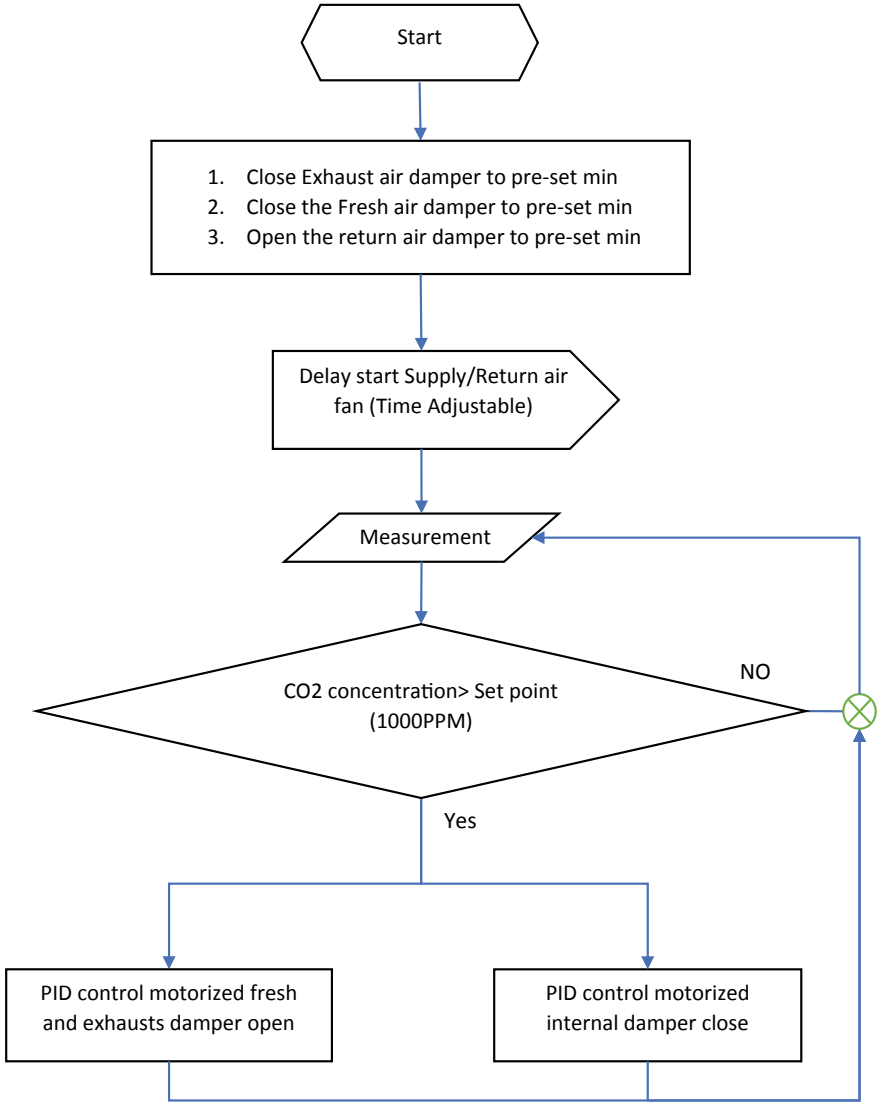 Start
1. Close Exhaust air damper to pre-set min
2. Close the Fresh air damper to pre-set min
3. Open the return air damper to pre-set min
Delay start Supply/Return air
fan (Time Adjustable)
Measurement
NO
CO2 concentration> Set point
(1000PPM)
Yes
PID control motorized fresh
and exhausts damper open
PID control motorized
internal damper close